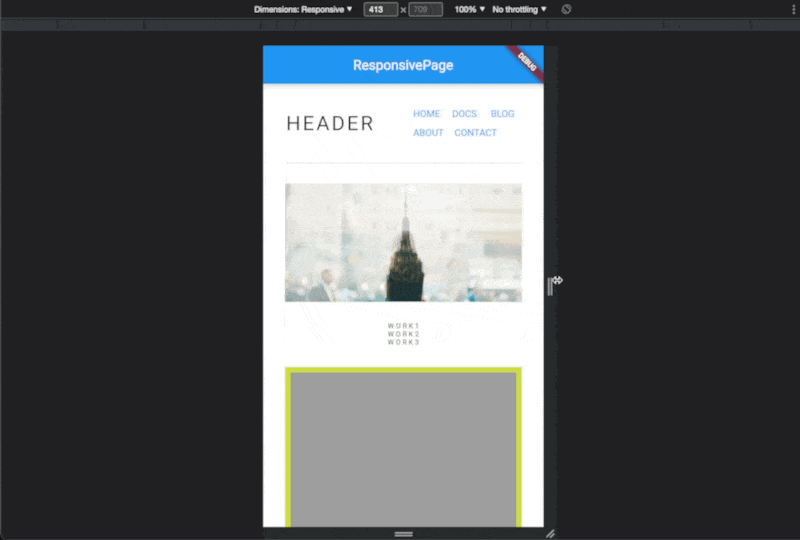 Dimensions: Responsive ▼ 413 × 709 100% ▼ No throttling ▼
ResponsivePage
DEBUG
HEADER
HOME DOCS BLOG
ABOUT CONTACT
WORK1
WORK2
WORK3